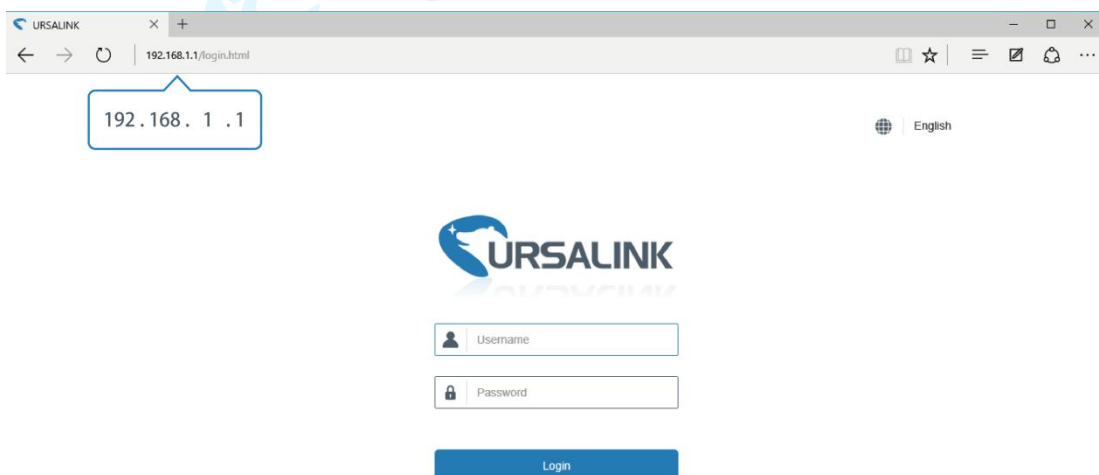 URSALINK
192.168.1.1/login.html
192.168. 1 .1
English
URSALINK
Username
Password
Login